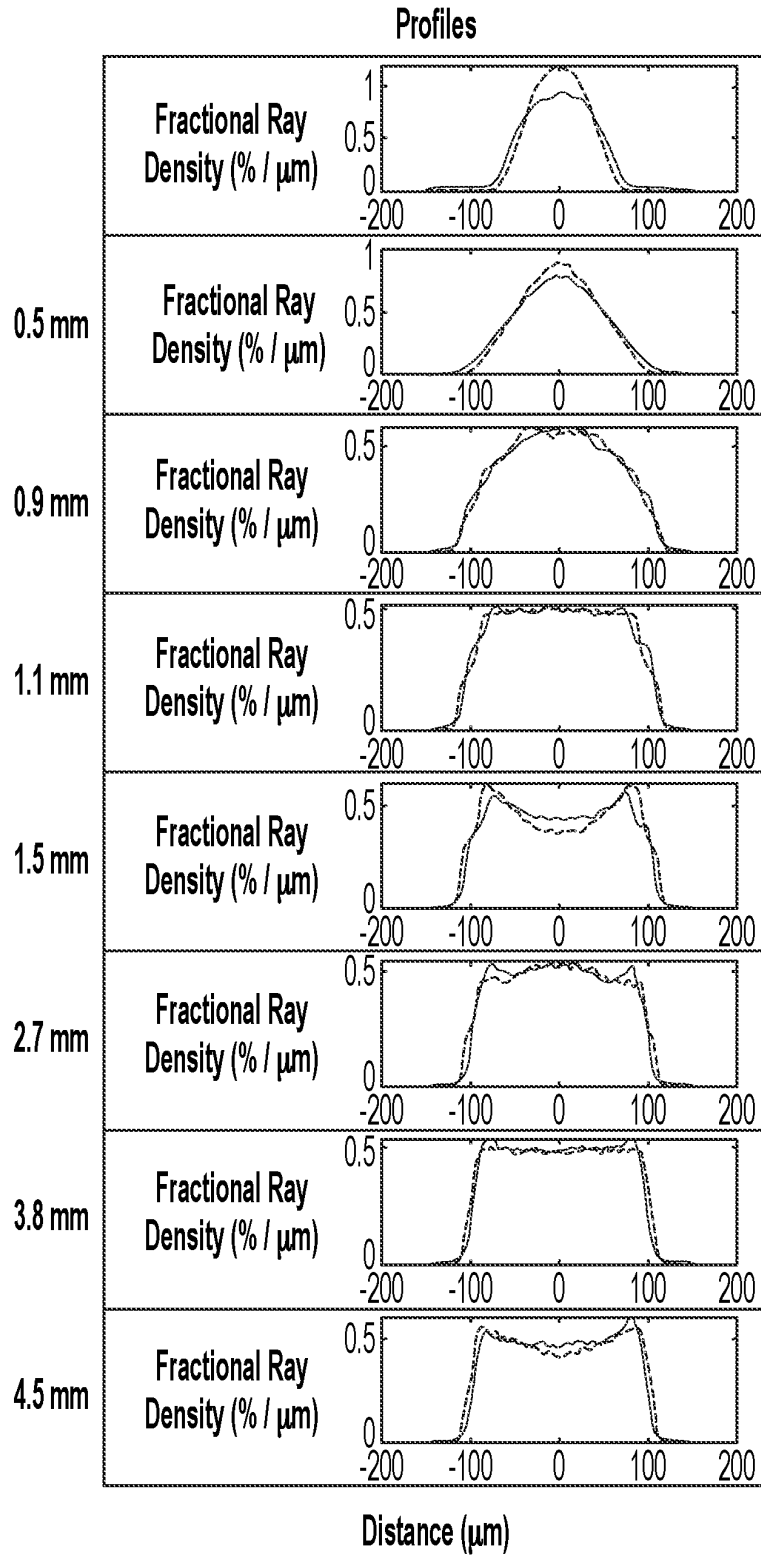 Profiles
Fractional Ray
Density (% / μm)
1
0.5
0
-200 -100 0 100 200
0.5 mm
Fractional Ray
Density (% / μm)
1
0.5
0
-200 -100 0 100 200
0.9 mm
Fractional Ray
Density (% / μm)
0.5
0
-200 -100 0 100 200
1.1 mm
Fractional Ray
Density (% / μm)
0.5
0
-200 -100 0 100 200
1.5 mm
Fractional Ray
Density (% / μm)
0.5
0
-200 -100 0 100 200
2.7 mm
Fractional Ray
Density (% / μm)
0.5
0
-200 -100 0 100 200
3.8 mm
Fractional Ray
Density (% / μm)
0.5
0
-200 -100 0 100 200
4.5 mm
Fractional Ray
Density (% / μm)
0.5
0
-200 -100 0 100 200
Distance (μm)